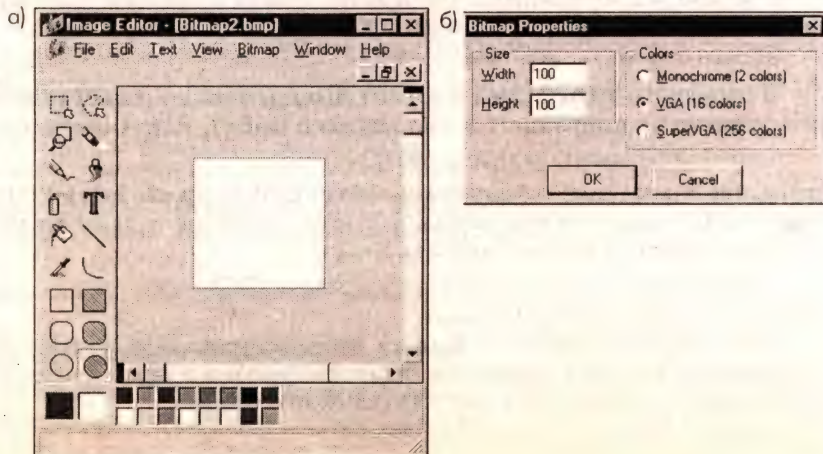 а)
Image Editor - [Bitmap2.bmp]
File Edit Text View Bitmap Window Help
T
б)
Bitmap Properties
Size
Width 100
Height 100
Colors
Monochrome (2 colors)
VGA (16 colors)
SuperVGA (256 colors)
OK Cancel